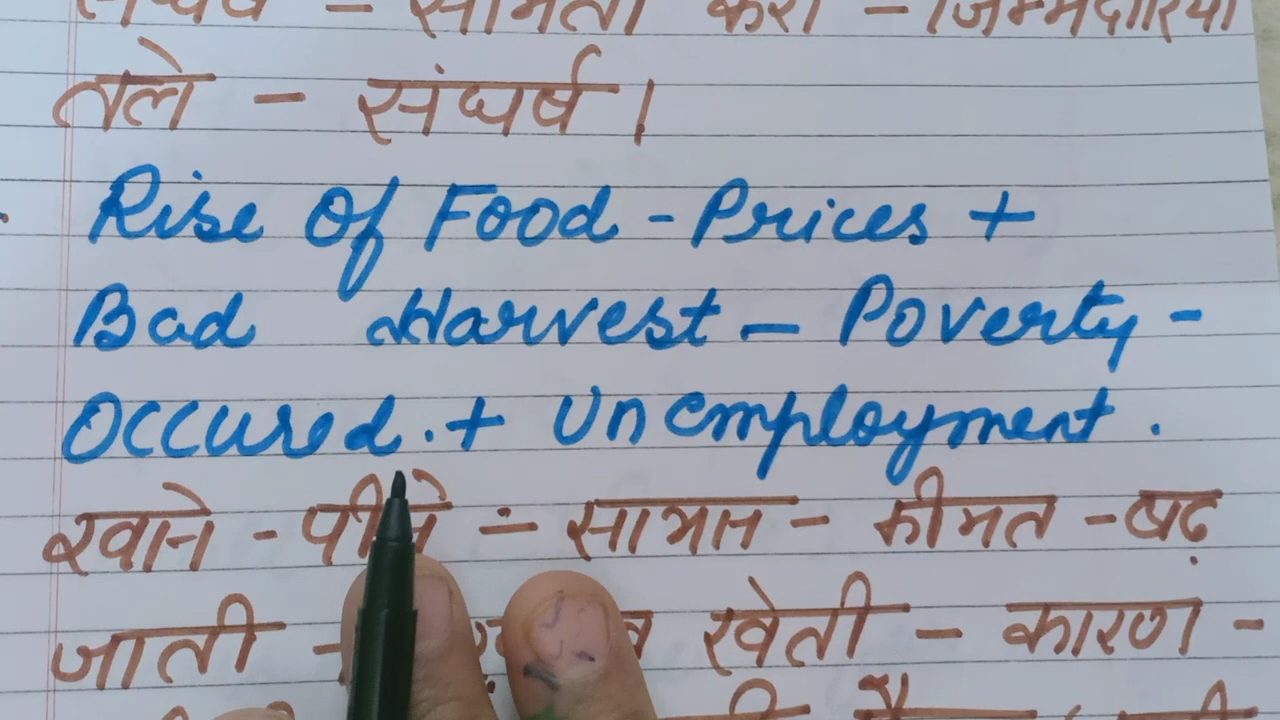 तले - संघर्ष।
Rise Of Food - Prices +
Bad Harvest - Poverty -
Occured. + Unemployment.
खाने - पीने - सामान - कीमत - बढ़
जाती - खेती - कारण -